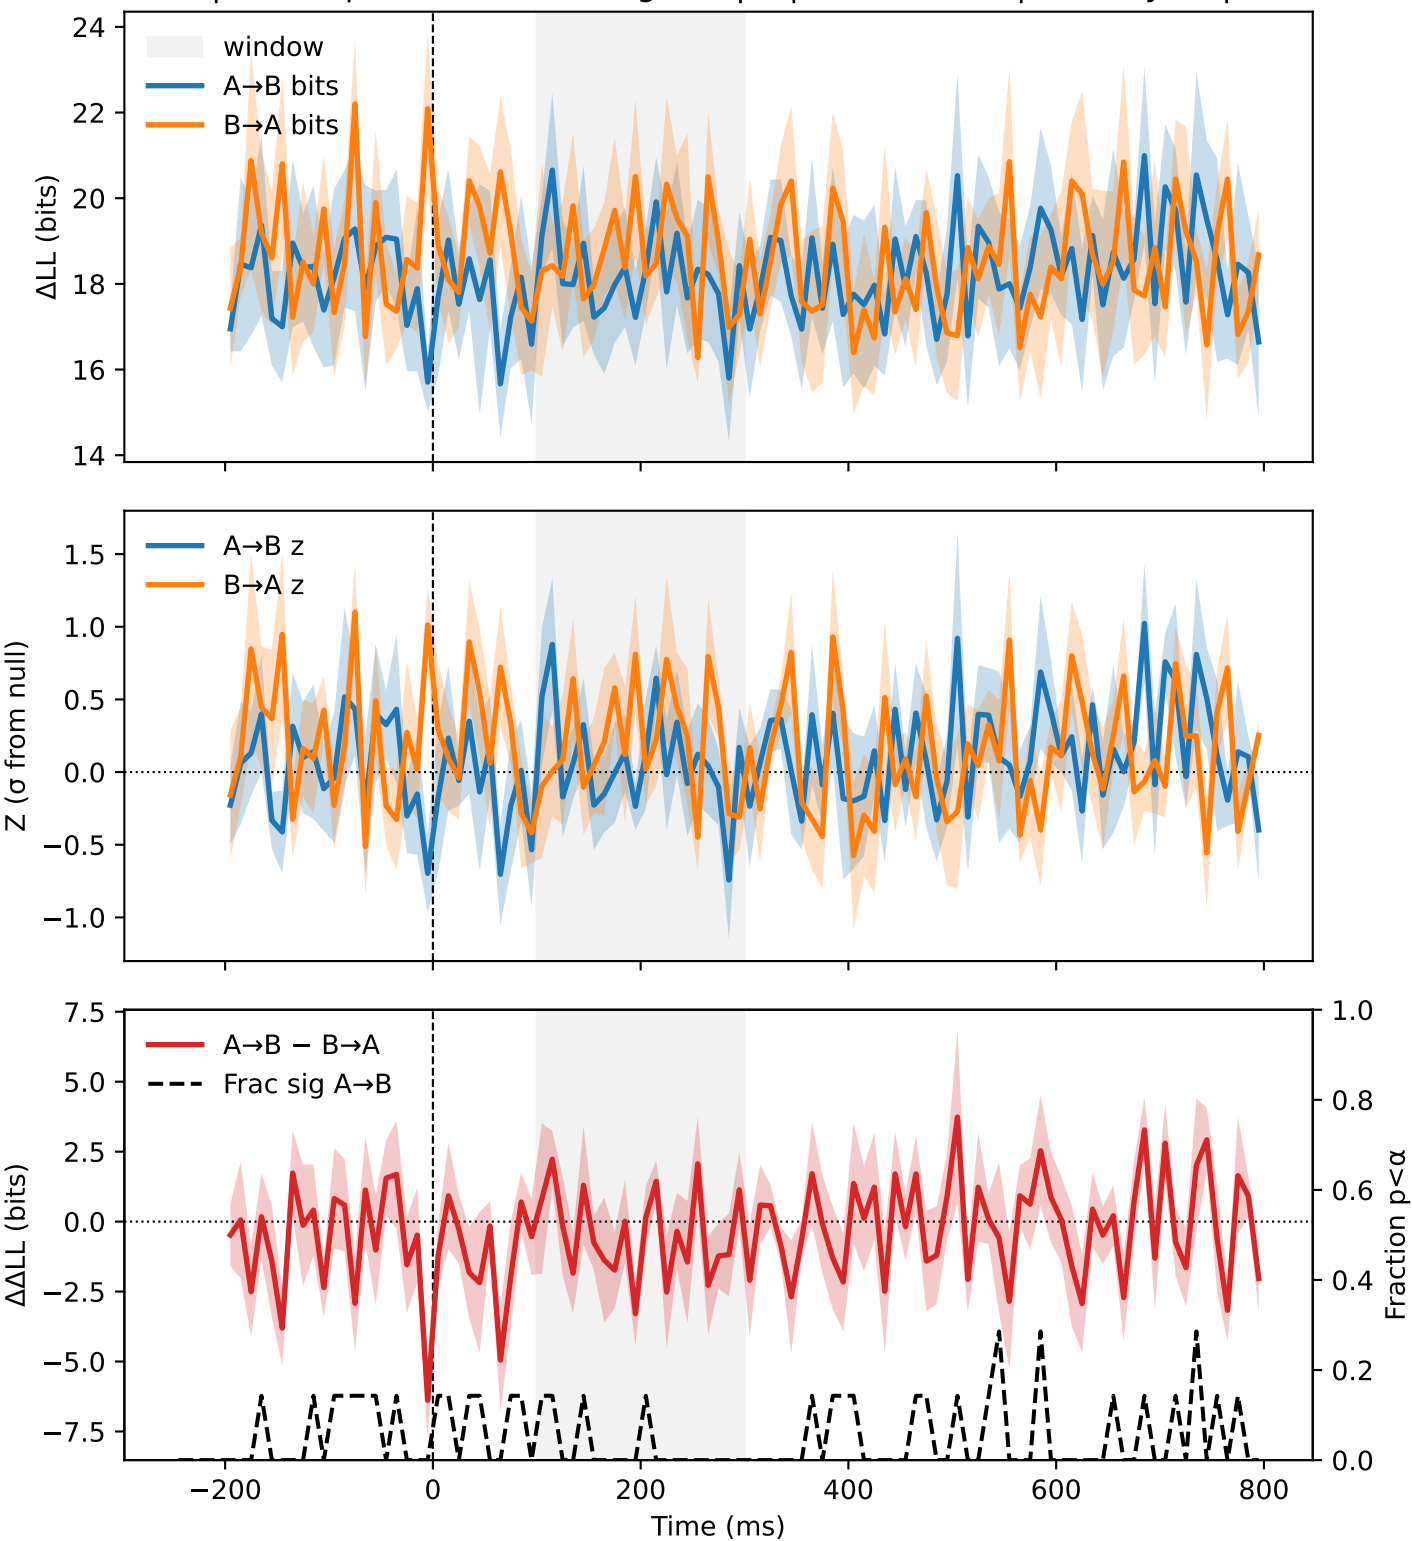 24
22
20
18
16
14
ΔLL (bits)
window
A→B bits
B→A bits
1.5
1.0
0.5
0.0
−0.5
−1.0
Z (σ from null)
A→B z
B→A z
7.5
5.0
2.5
0.0
−2.5
−5.0
−7.5
ΔΔLL (bits)
A→B − B→A
Frac sig A→B
1.0
0.8
0.6
0.4
0.2
0.0
Fraction p<α
−200
0
200
400
600
800
Time (ms)